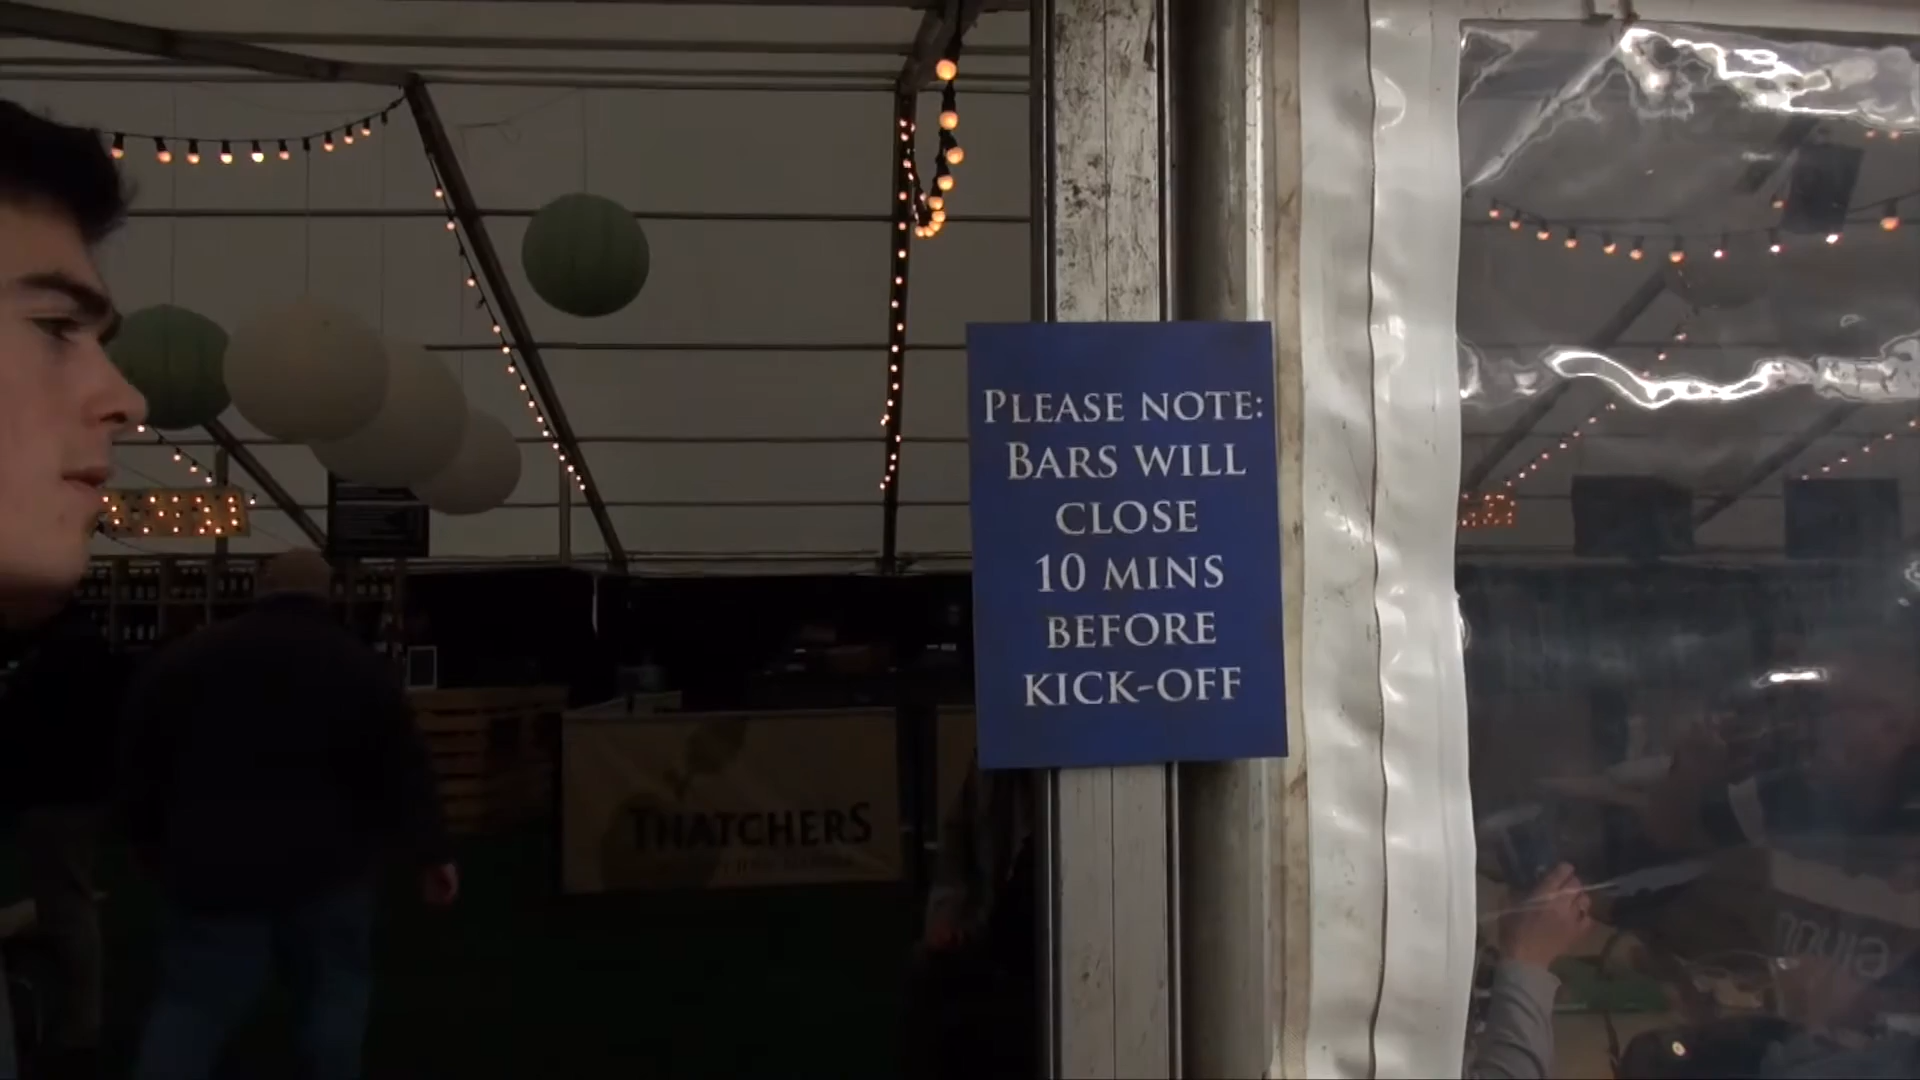 PLEASE NOTE:
BARS WILL
CLOSE
10 MINS
BEFORE
KICK-OFF
THATCHERS